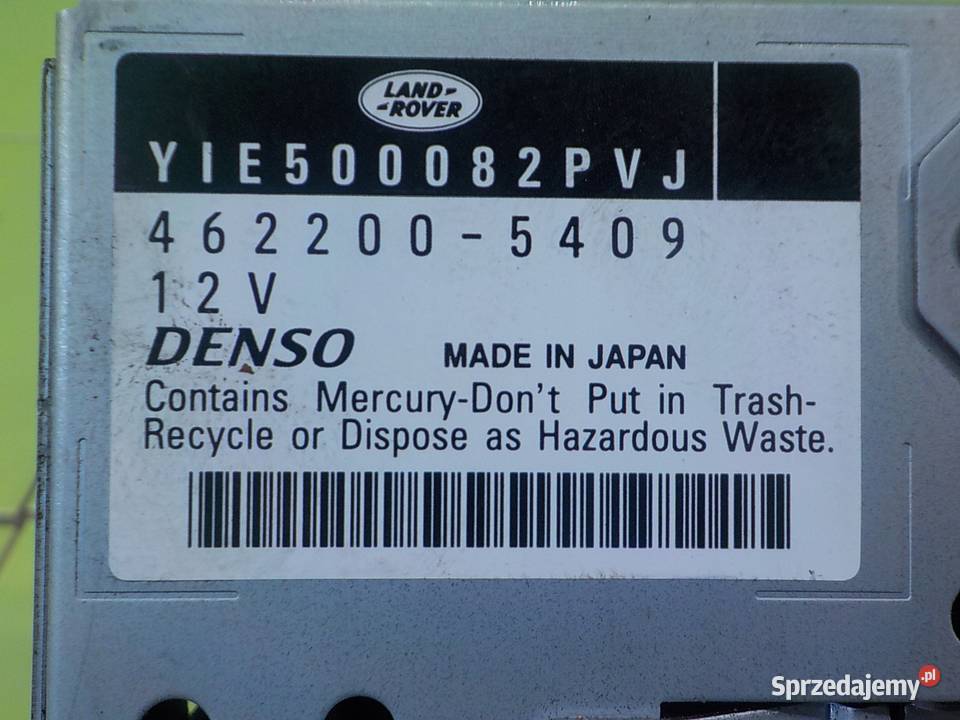 LAND-
-ROVER
YIE500082PVJ
462200-5409
12V
DENSO MADE IN JAPAN
Contains Mercury-Don't Put in Trash-
Recycle or Dispose as Hazardous Waste.
Sprzedajemy.pl